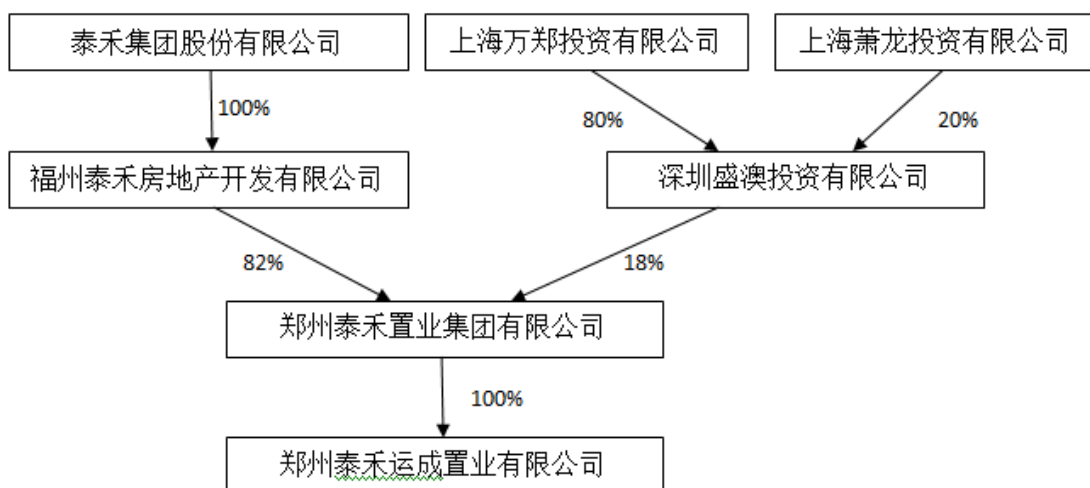 泰禾集团股份有限公司
上海万郑投资有限公司
上海萧龙投资有限公司
100%
80%
20%
福州泰禾房地产开发有限公司
深圳盛澳投资有限公司
82%
18%
郑州泰禾置业集团有限公司
100%
郑州泰禾运成置业有限公司